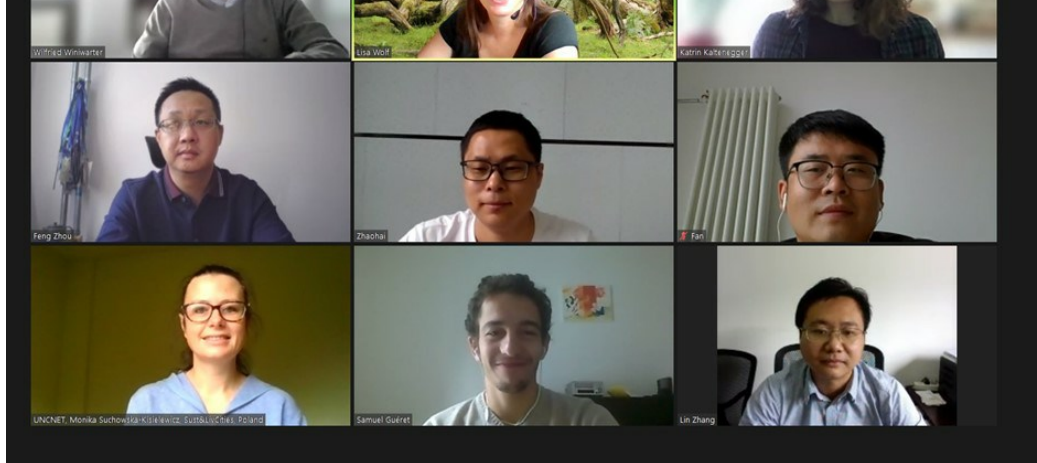 Wilfried Winiwarter
Lisa Wolf
Katrin Kaltenegger
Feng Zhou
Zhaohai
Fan
UNCNET, Monika Suchowska-Kisielewicz, Sust&LivCities, Poland
Samuel Guéret
Lin Zhang